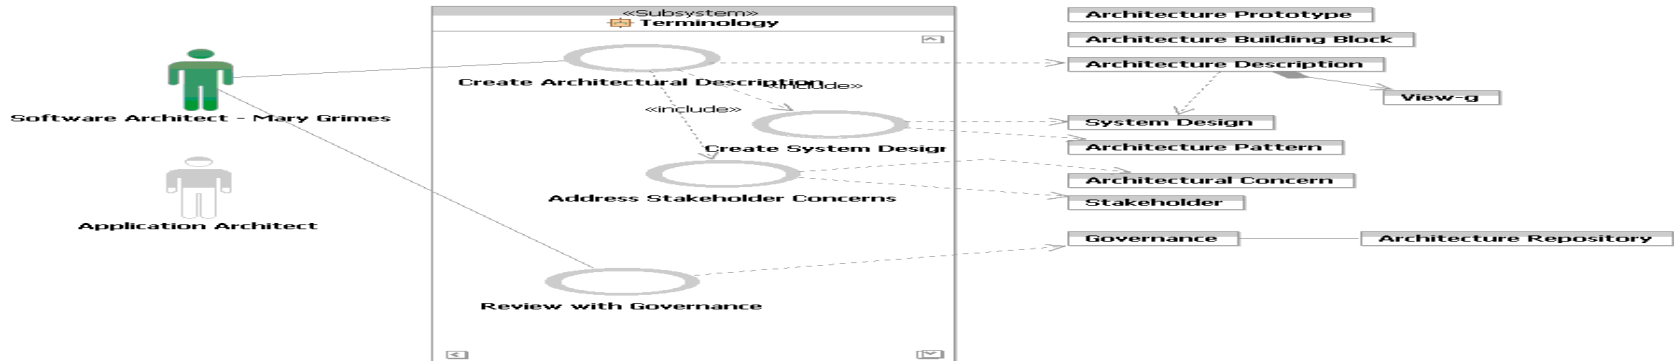 «Subsystem»
Terminology
Create Architectural Description
«include»
«include»
Create System Design
Address Stakeholder Concerns
Review with Governance
Software Architect - Mary Grimes
Application Architect
Architecture Prototype
Architecture Building Block
Architecture Description
View-g
System Design
Architecture Pattern
Architectural Concern
Stakeholder
Governance
Architecture Repository